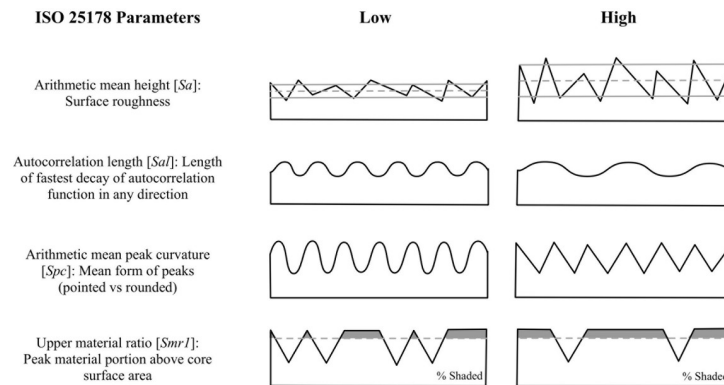 ISO 25178 Parameters Low High
Arithmetic mean height [Sa]:
Surface roughness
Autocorrelation length [Sal]: Length
of fastest decay of autocorrelation
function in any direction
Arithmetic mean peak curvature
[Spc]: Mean form of peaks
(pointed vs rounded)
Upper material ratio [Smr1]:
Peak material portion above core
surface area
% Shaded % Shaded